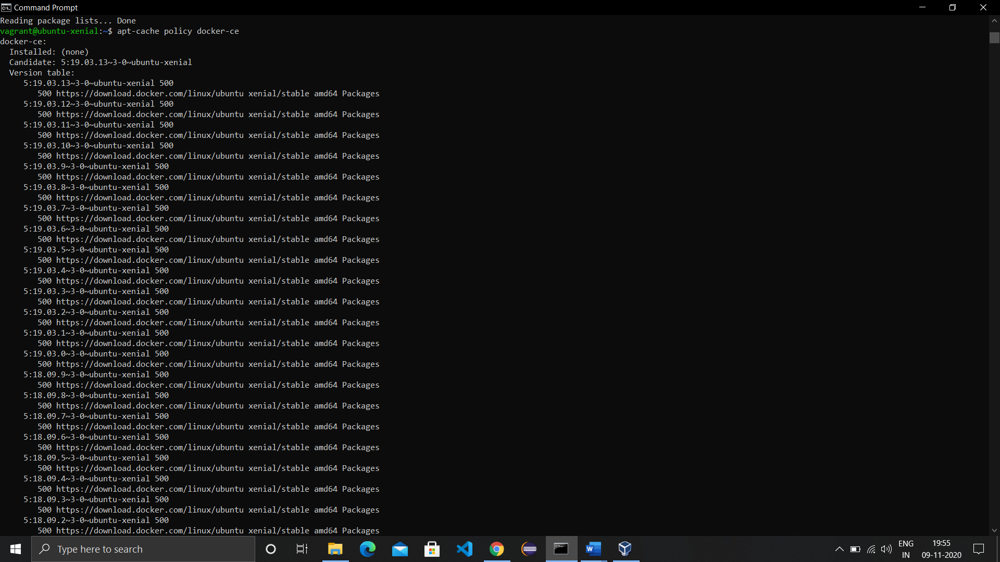 Command Prompt
Reading package lists... Done
vagrant@ubuntu-xenial:~$ apt-cache policy docker-ce
docker-ce:
  Installed: (none)
  Candidate: 5:19.03.13~3-0~ubuntu-xenial
  Version table:
     5:19.03.13~3-0~ubuntu-xenial 500
        500 https://download.docker.com/linux/ubuntu xenial/stable amd64 Packages
     5:19.03.12~3-0~ubuntu-xenial 500
        500 https://download.docker.com/linux/ubuntu xenial/stable amd64 Packages
     5:19.03.11~3-0~ubuntu-xenial 500
        500 https://download.docker.com/linux/ubuntu xenial/stable amd64 Packages
     5:19.03.10~3-0~ubuntu-xenial 500
        500 https://download.docker.com/linux/ubuntu xenial/stable amd64 Packages
     5:19.03.9~3-0~ubuntu-xenial 500
        500 https://download.docker.com/linux/ubuntu xenial/stable amd64 Packages
     5:19.03.8~3-0~ubuntu-xenial 500
        500 https://download.docker.com/linux/ubuntu xenial/stable amd64 Packages
     5:19.03.7~3-0~ubuntu-xenial 500
        500 https://download.docker.com/linux/ubuntu xenial/stable amd64 Packages
     5:19.03.6~3-0~ubuntu-xenial 500
        500 https://download.docker.com/linux/ubuntu xenial/stable amd64 Packages
     5:19.03.5~3-0~ubuntu-xenial 500
        500 https://download.docker.com/linux/ubuntu xenial/stable amd64 Packages
     5:19.03.4~3-0~ubuntu-xenial 500
        500 https://download.docker.com/linux/ubuntu xenial/stable amd64 Packages
     5:19.03.3~3-0~ubuntu-xenial 500
        500 https://download.docker.com/linux/ubuntu xenial/stable amd64 Packages
     5:19.03.2~3-0~ubuntu-xenial 500
        500 https://download.docker.com/linux/ubuntu xenial/stable amd64 Packages
     5:19.03.1~3-0~ubuntu-xenial 500
        500 https://download.docker.com/linux/ubuntu xenial/stable amd64 Packages
     5:19.03.0~3-0~ubuntu-xenial 500
        500 https://download.docker.com/linux/ubuntu xenial/stable amd64 Packages
     5:18.09.9~3-0~ubuntu-xenial 500
        500 https://download.docker.com/linux/ubuntu xenial/stable amd64 Packages
     5:18.09.8~3-0~ubuntu-xenial 500
        500 https://download.docker.com/linux/ubuntu xenial/stable amd64 Packages
     5:18.09.7~3-0~ubuntu-xenial 500
        500 https://download.docker.com/linux/ubuntu xenial/stable amd64 Packages
     5:18.09.6~3-0~ubuntu-xenial 500
        500 https://download.docker.com/linux/ubuntu xenial/stable amd64 Packages
     5:18.09.5~3-0~ubuntu-xenial 500
        500 https://download.docker.com/linux/ubuntu xenial/stable amd64 Packages
     5:18.09.4~3-0~ubuntu-xenial 500
        500 https://download.docker.com/linux/ubuntu xenial/stable amd64 Packages
     5:18.09.3~3-0~ubuntu-xenial 500
        500 https://download.docker.com/linux/ubuntu xenial/stable amd64 Packages
     5:18.09.2~3-0~ubuntu-xenial 500
        500 https://download.docker.com/linux/ubuntu xenial/stable amd64 Packages
Type here to search
ENG
IN
19:55
09-11-2020